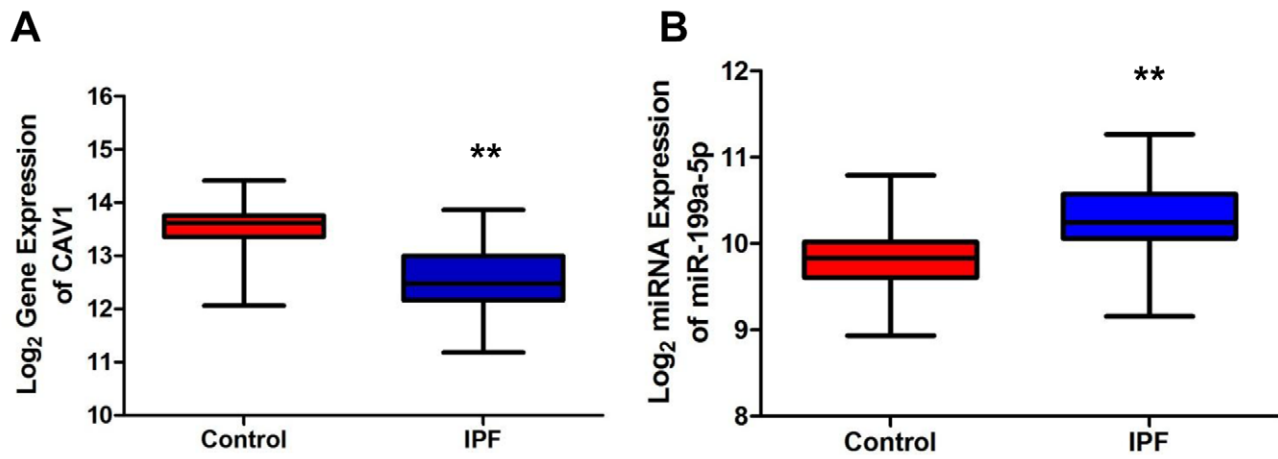 A
Log₂ Gene Expression
of CAV1
16
15
14
13
12
11
10
**
Control
IPF
B
Log₂ miRNA Expression
of miR-199a-5p
12
11
10
9
8
**
Control
IPF